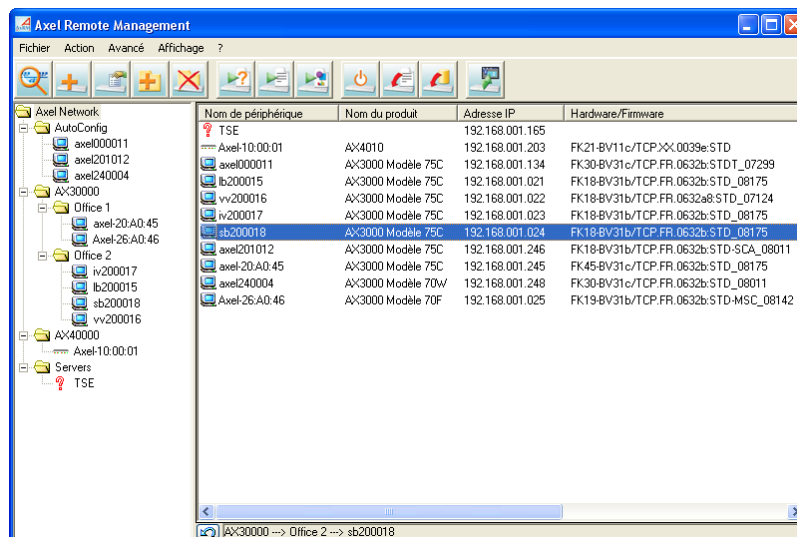 Axel Remote Management
Fichier Action Avancé Affichage ?
Axel Network
AutoConfig
axel000011
axel201012
axel240004
AX30000
Office 1
axel-20:A0:45
Axel-26:A0:46
Office 2
iv200017
lb200015
sb200018
vv200016
AX40000
Axel-10:00:01
Servers
TSE
Nom de périphérique Nom du produit Adresse IP Hardware/Firmware
TSE 192.168.001.165
Axel-10:00:01 AX4010 192.168.001.203 FK21-BV11c/TCP.XX.0039e:STD
axel000011 AX3000 Modèle 75C 192.168.001.134 FK30-BV31c/TCP.FR.0632b:STDT_07299
lb200015 AX3000 Modèle 75C 192.168.001.021 FK18-BV31b/TCP.FR.0632b:STD_08175
vv200016 AX3000 Modèle 75C 192.168.001.022 FK18-BV31b/TCP.FR.0632a8:STD_07124
iv200017 AX3000 Modèle 75C 192.168.001.023 FK18-BV31b/TCP.FR.0632b:STD_08175
sb200018 AX3000 Modèle 75C 192.168.001.024 FK18-BV31b/TCP.FR.0632b:STD_08175
axel201012 AX3000 Modèle 75C 192.168.001.246 FK18-BV31b/TCP.FR.0632b:STD-SCA_08011
axel-20:A0:45 AX3000 Modèle 75C 192.168.001.245 FK45-BV31c/TCP.FR.0632b:STD_08175
axel240004 AX3000 Modèle 70W 192.168.001.248 FK30-BV31c/TCP.FR.0632b:STD_08011
Axel-26:A0:46 AX3000 Modèle 70F 192.168.001.025 FK19-BV31b/TCP.FR.0632b:STD-MSC_08142
AX30000 ---> Office 2 ---> sb200018